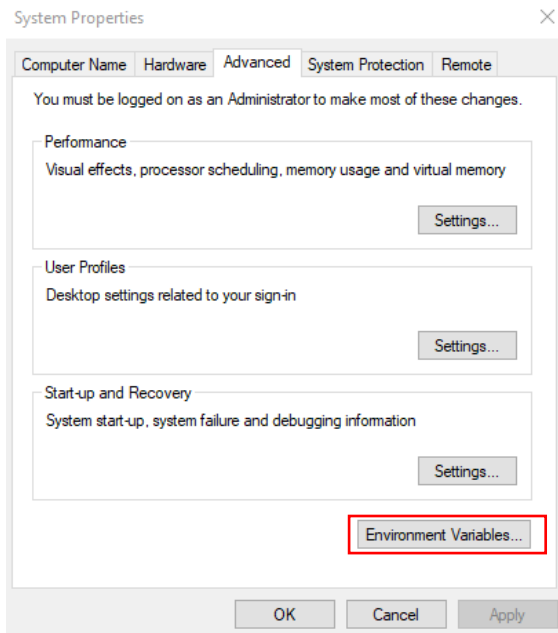 System Properties
Computer Name
Hardware
Advanced
System Protection
Remote
You must be logged on as an Administrator to make most of these changes.
Performance
Visual effects, processor scheduling, memory usage and virtual memory
Settings...
User Profiles
Desktop settings related to your sign-in
Settings...
Start-up and Recovery
System start-up, system failure and debugging information
Settings...
Environment Variables...
OK
Cancel
Apply